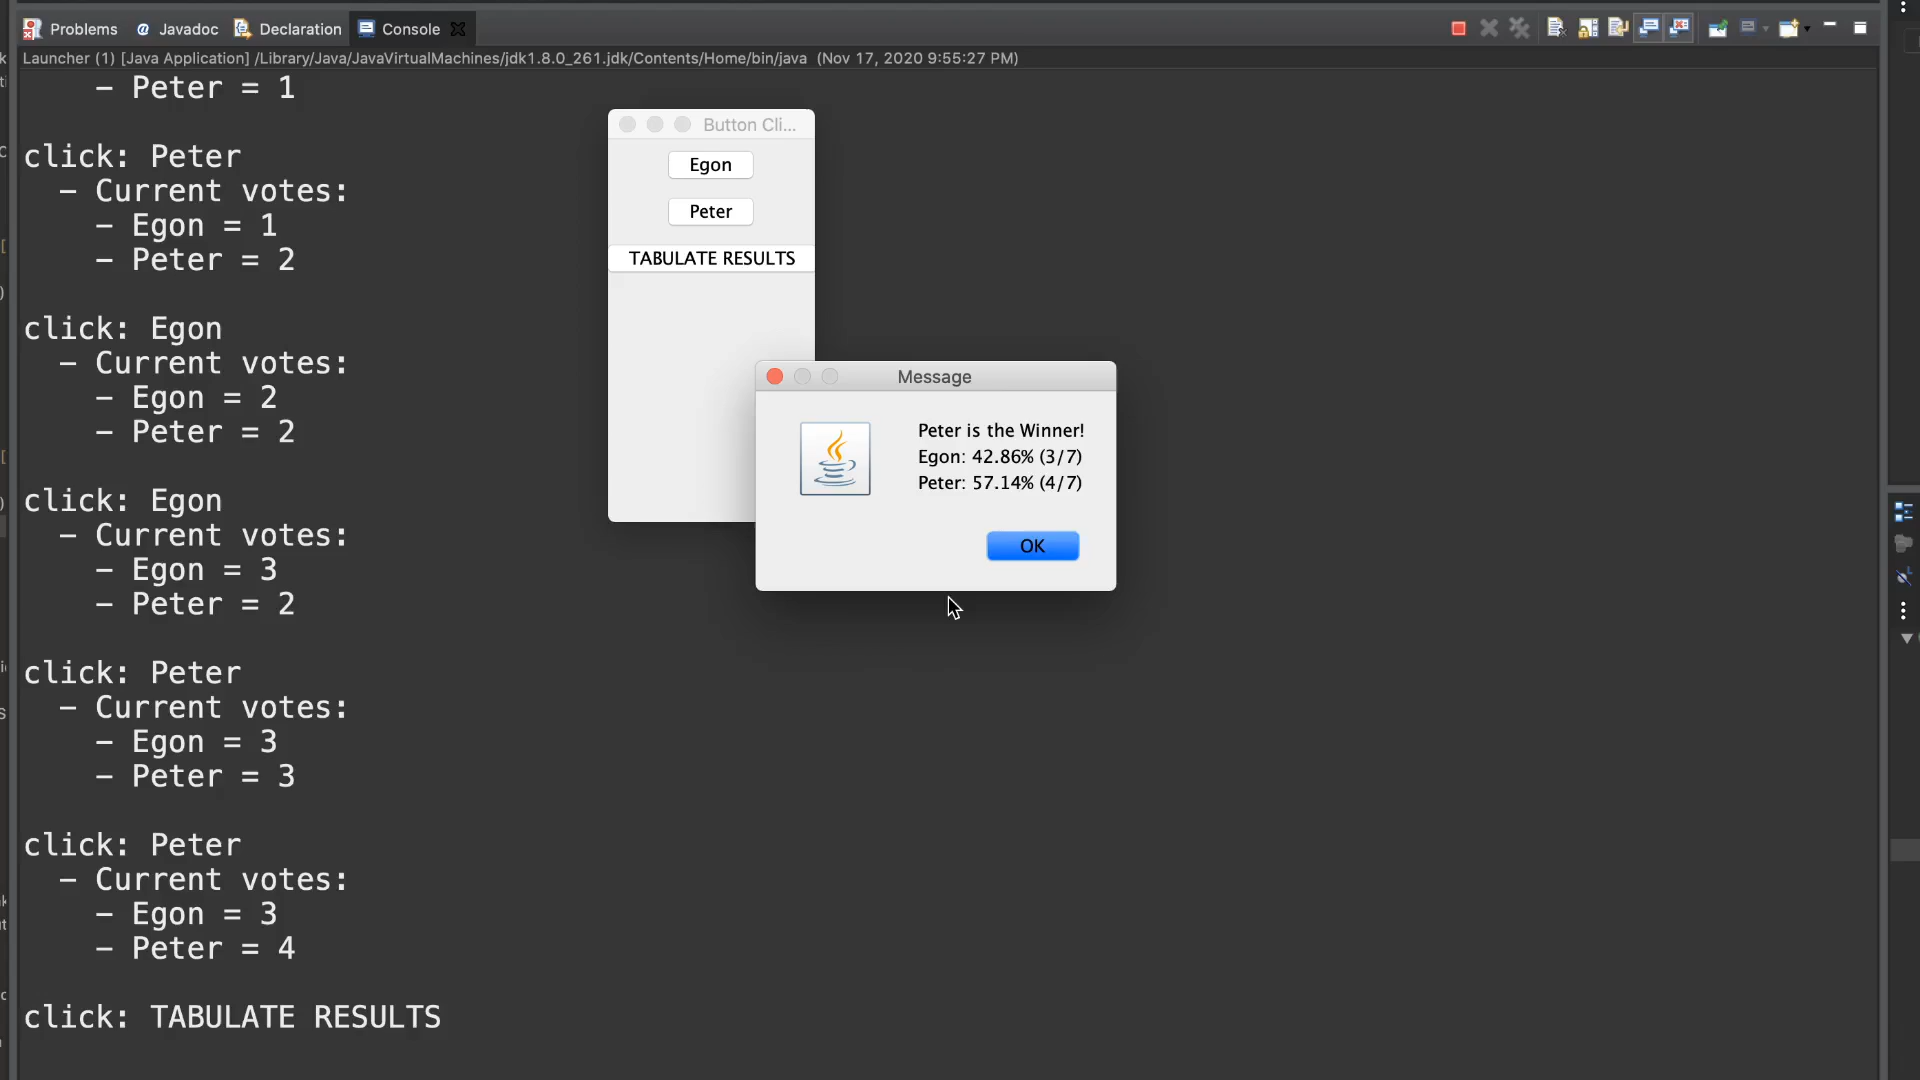 Problems @ Javadoc Declaration Console
Launcher (1) [Java Application] /Library/Java/JavaVirtualMachines/jdk1.8.0_261.jdk/Contents/Home/bin/java (Nov 17, 2020 9:55:27 PM)
– Peter = 1
click: Peter
– Current votes:
– Egon = 1
– Peter = 2
click: Egon
– Current votes:
– Egon = 2
– Peter = 2
click: Egon
– Current votes:
– Egon = 3
– Peter = 2
click: Peter
– Current votes:
– Egon = 3
– Peter = 3
click: Peter
– Current votes:
– Egon = 3
– Peter = 4
click: TABULATE RESULTS
Button Cli...
Egon
Peter
TABULATE RESULTS
Message
Peter is the Winner!
Egon: 42.86% (3/7)
Peter: 57.14% (4/7)
OK